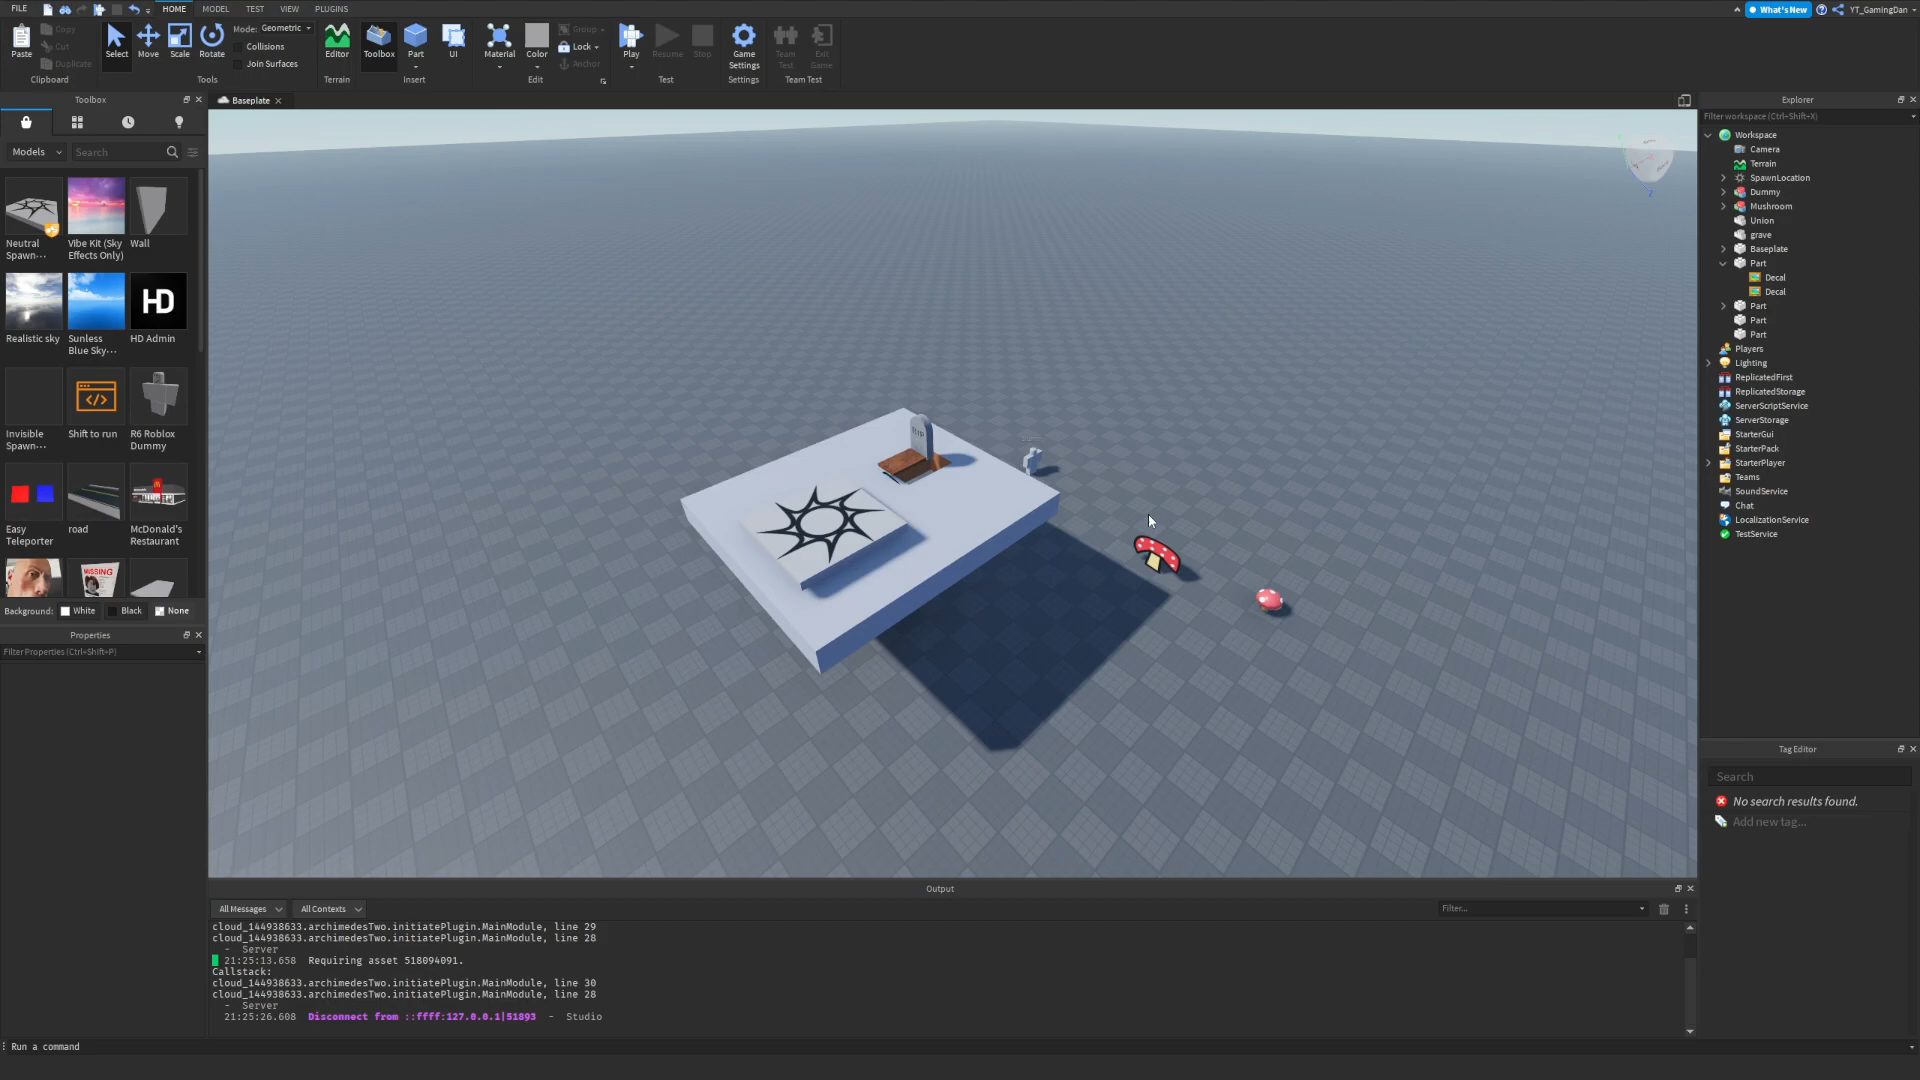 FILE
HOME
MODEL
TEST
VIEW
PLUGINS
What's New
YT_GamingDan
Paste
Copy
Cut
Duplicate
Clipboard
Select
Move
Scale
Rotate
Mode: Geometric
Collisions
Join Surfaces
Tools
Editor
Terrain
Toolbox
Part
UI
Insert
Material
Color
Group
Lock
Anchor
Edit
Play
Resume
Stop
Test
Game
Settings
Settings
Team
Test
Exit
Game
Team Test
Toolbox
Models
Search
Neutral
Spawn···
Vibe Kit (Sky
Effects Only)
Wall
Realistic sky
Sunless
Blue Sky···
HD
HD Admin
Invisible
Spawn···
Shift to run
R6 Roblox
Dummy
Easy
Teleporter
road
McDonald's
Restaurant
MISSING
Background:
White
Black
None
Properties
Filter Properties (Ctrl+Shift+P)
Baseplate
RIP
Output
All Messages
All Contexts
Filter...
cloud_144938633.archimedesTwo.initiatePlugin.MainModule, line 29
cloud_144938633.archimedesTwo.initiatePlugin.MainModule, line 28
- Server
21:25:13.658 Requiring asset 518094091.
Callstack:
cloud_144938633.archimedesTwo.initiatePlugin.MainModule, line 30
cloud_144938633.archimedesTwo.initiatePlugin.MainModule, line 28
- Server
21:25:26.608 Disconnect from ::ffff:127.0.0.1|51893 - Studio
Run a command
Explorer
Filter workspace (Ctrl+Shift+X)
Workspace
Camera
Terrain
SpawnLocation
Dummy
Mushroom
Union
grave
Baseplate
Part
Decal
Decal
Part
Part
Part
Players
Lighting
ReplicatedFirst
ReplicatedStorage
ServerScriptService
ServerStorage
StarterGui
StarterPack
StarterPlayer
Teams
SoundService
Chat
LocalizationService
TestService
Tag Editor
Search
No search results found.
Add new tag...